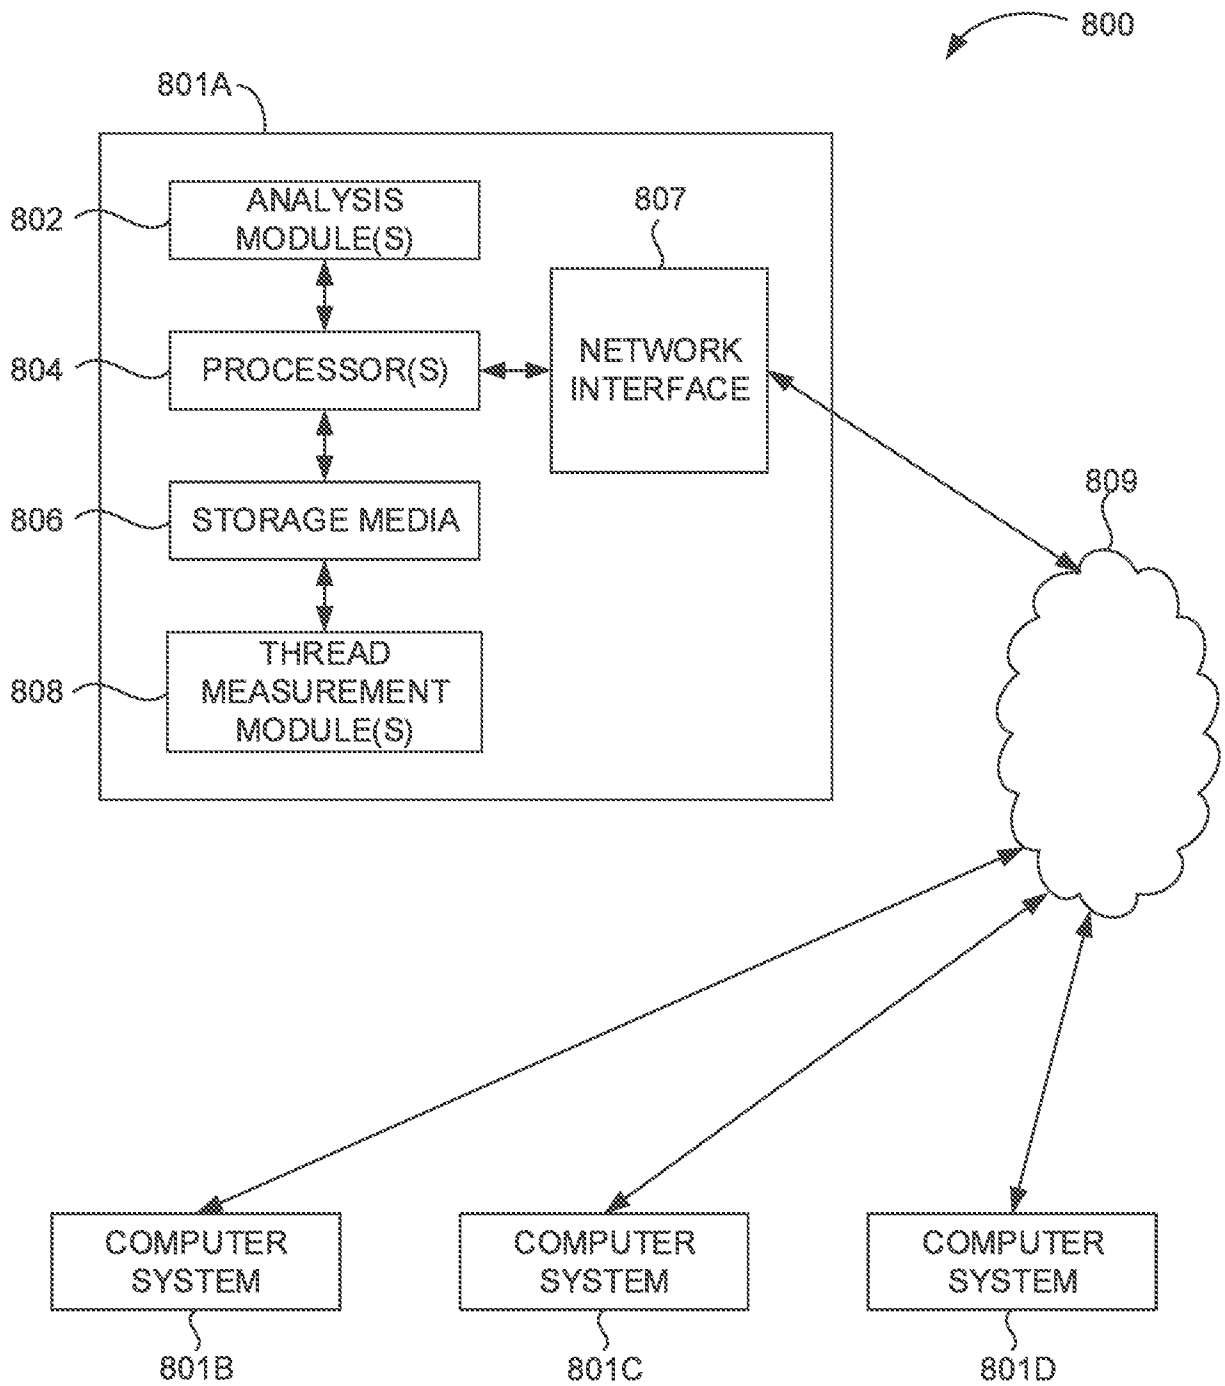 800
801A
802
ANALYSIS
MODULE(S)
807
804
PROCESSOR(S)
NETWORK
INTERFACE
806
STORAGE MEDIA
809
808
THREAD
MEASUREMENT
MODULE(S)
COMPUTER
SYSTEM
COMPUTER
SYSTEM
COMPUTER
SYSTEM
801B
801C
801D